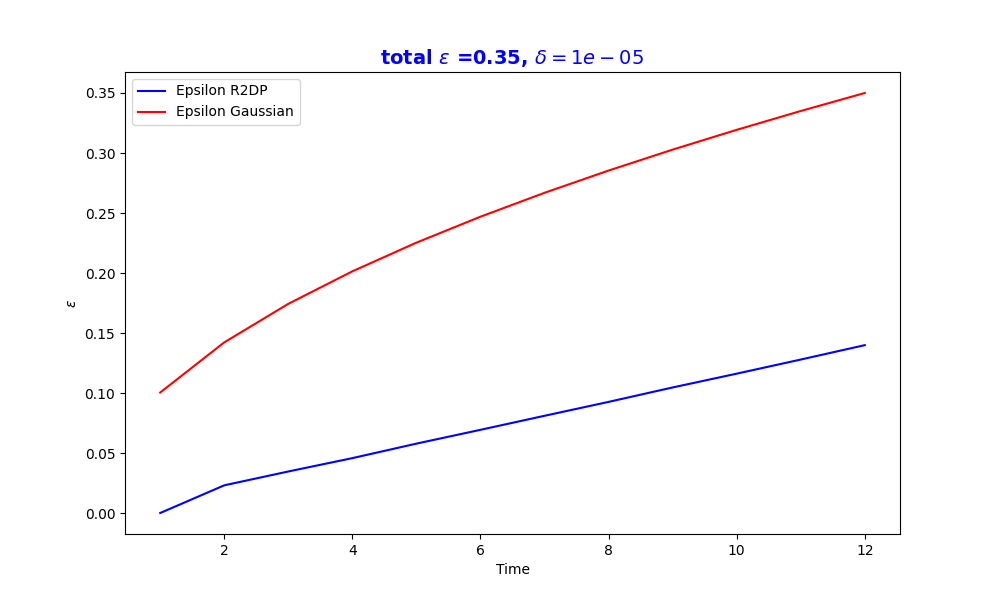 total ε =0.35, δ = 1e − 05
Epsilon R2DP
Epsilon Gaussian
0.35
0.30
0.25
0.20
0.15
0.10
0.05
0.00
ε
2 4 6 8 10 12
Time